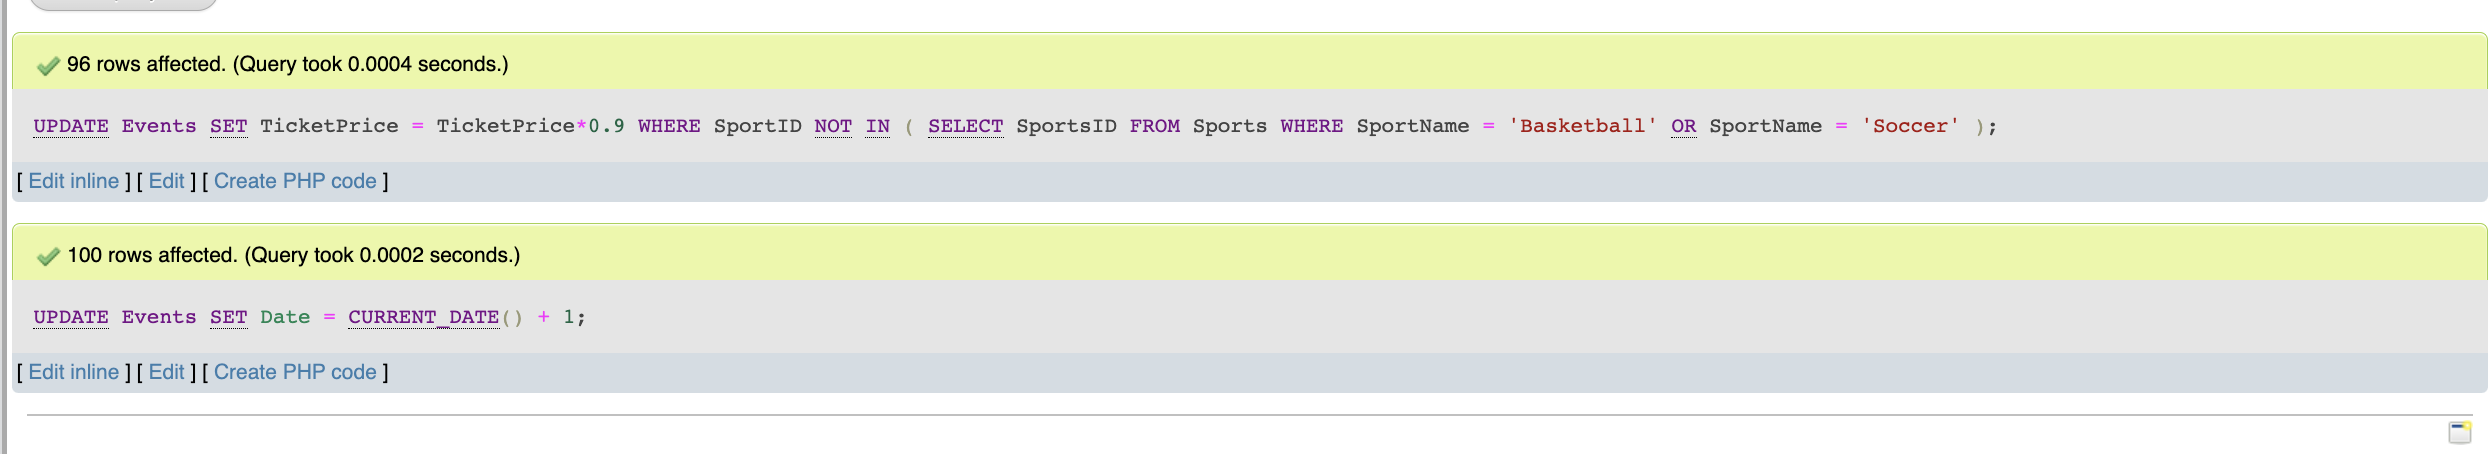 96 rows affected. (Query took 0.0004 seconds.)
UPDATE Events SET TicketPrice = TicketPrice*0.9 WHERE SportID NOT IN ( SELECT SportsID FROM Sports WHERE SportName = 'Basketball' OR SportName = 'Soccer' );
[ Edit inline ] [ Edit ] [ Create PHP code ]
100 rows affected. (Query took 0.0002 seconds.)
UPDATE Events SET Date = CURRENT_DATE() + 1;
[ Edit inline ] [ Edit ] [ Create PHP code ]